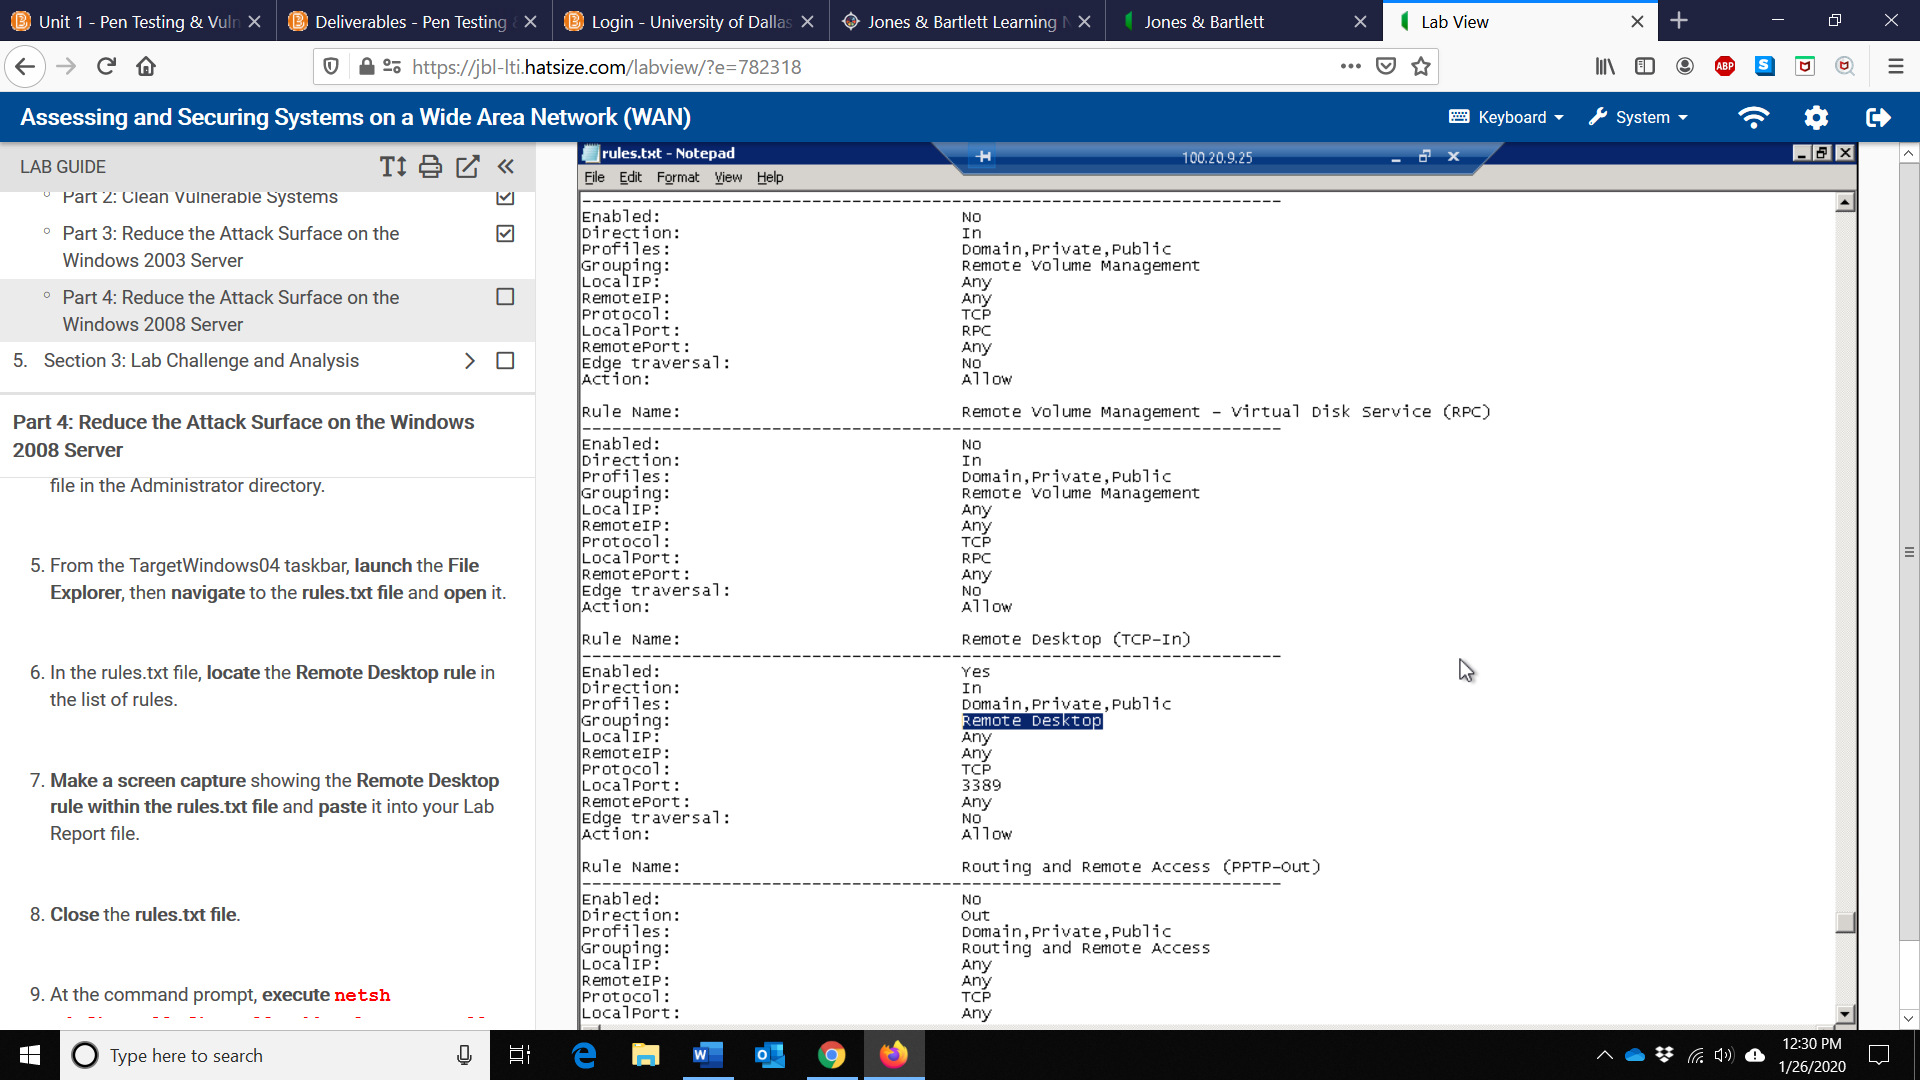 Unit 1 - Pen Testing & Vuln
Deliverables - Pen Testing &
Login - University of Dallas
Jones & Bartlett Learning N
Jones & Bartlett
Lab View
https://jbl-lti.hatsize.com/labview/?e=782318
ABP
S
Assessing and Securing Systems on a Wide Area Network (WAN)
Keyboard
System
LAB GUIDE
Part 2: Clean Vulnerable Systems
Part 3: Reduce the Attack Surface on the
Windows 2003 Server
Part 4: Reduce the Attack Surface on the
Windows 2008 Server
5. Section 3: Lab Challenge and Analysis
Part 4: Reduce the Attack Surface on the Windows
2008 Server
file in the Administrator directory.
5. From the TargetWindows04 taskbar, launch the File
Explorer, then navigate to the rules.txt file and open it.
6. In the rules.txt file, locate the Remote Desktop rule in
the list of rules.
7. Make a screen capture showing the Remote Desktop
rule within the rules.txt file and paste it into your Lab
Report file.
8. Close the rules.txt file.
9. At the command prompt, execute netsh
rules.txt - Notepad
100.20.9.25
File Edit Format View Help
----------------------------------------------------------------------
Enabled: No
Direction: In
Profiles: Domain,Private,Public
Grouping: Remote Volume Management
LocalIP: Any
RemoteIP: Any
Protocol: TCP
LocalPort: RPC
RemotePort: Any
Edge traversal: No
Action: Allow
Rule Name: Remote Volume Management - Virtual Disk Service (RPC)
----------------------------------------------------------------------
Enabled: No
Direction: In
Profiles: Domain,Private,Public
Grouping: Remote Volume Management
LocalIP: Any
RemoteIP: Any
Protocol: TCP
LocalPort: RPC
RemotePort: Any
Edge traversal: No
Action: Allow
Rule Name: Remote Desktop (TCP-In)
----------------------------------------------------------------------
Enabled: Yes
Direction: In
Profiles: Domain,Private,Public
Grouping: Remote Desktop
LocalIP: Any
RemoteIP: Any
Protocol: TCP
LocalPort: 3389
RemotePort: Any
Edge traversal: No
Action: Allow
Rule Name: Routing and Remote Access (PPTP-Out)
----------------------------------------------------------------------
Enabled: No
Direction: Out
Profiles: Domain,Private,Public
Grouping: Routing and Remote Access
LocalIP: Any
RemoteIP: Any
Protocol: TCP
LocalPort: Any
Type here to search
12:30 PM
1/26/2020